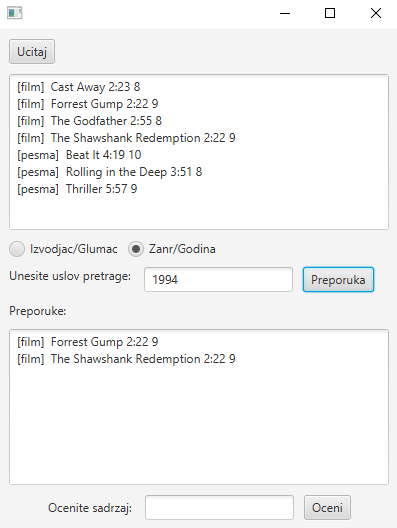 Ucitaj
[film]  Cast Away 2:23 8
[film]  Forrest Gump 2:22 9
[film]  The Godfather 2:55 8
[film]  The Shawshank Redemption 2:22 9
[pesma]  Beat It 4:19 10
[pesma]  Rolling in the Deep 3:51 8
[pesma]  Thriller 5:57 9
Izvodjac/Glumac Zanr/Godina
Unesite uslov pretrage: 1994 Preporuka
Preporuke:
[film]  Forrest Gump 2:22 9
[film]  The Shawshank Redemption 2:22 9
Ocenite sadrzaj: Oceni